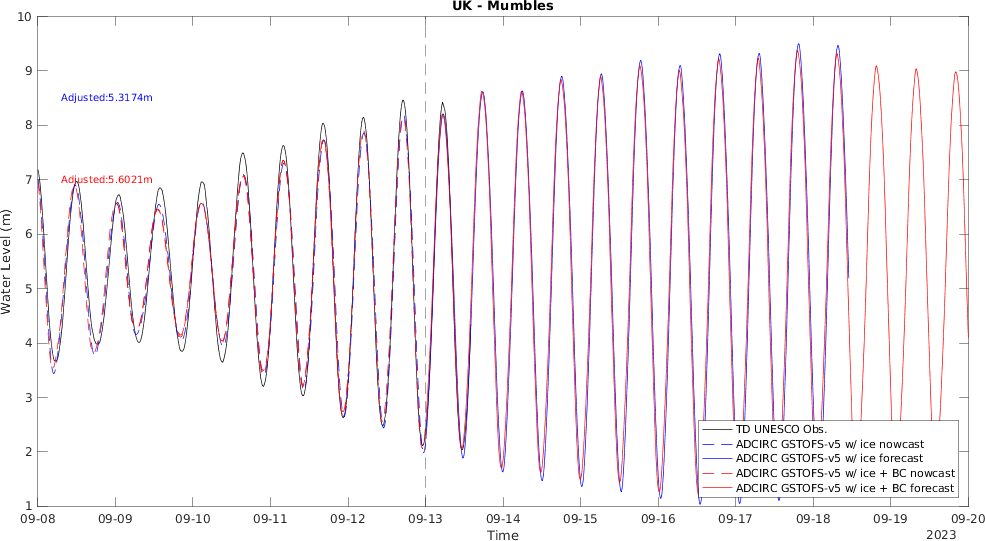 UK - Mumbles
10
9
8
7
6
5
4
3
2
1
Water Level (m)
Adjusted:5.3174m
Adjusted:5.6021m
TD UNESCO Obs.
ADCIRC GSTOFS-v5 w/ ice nowcast
ADCIRC GSTOFS-v5 w/ ice forecast
ADCIRC GSTOFS-v5 w/ ice + BC nowcast
ADCIRC GSTOFS-v5 w/ ice + BC forecast
09-08 09-09 09-10 09-11 09-12 09-13 09-14 09-15 09-16 09-17 09-18 09-19 09-20
Time
2023